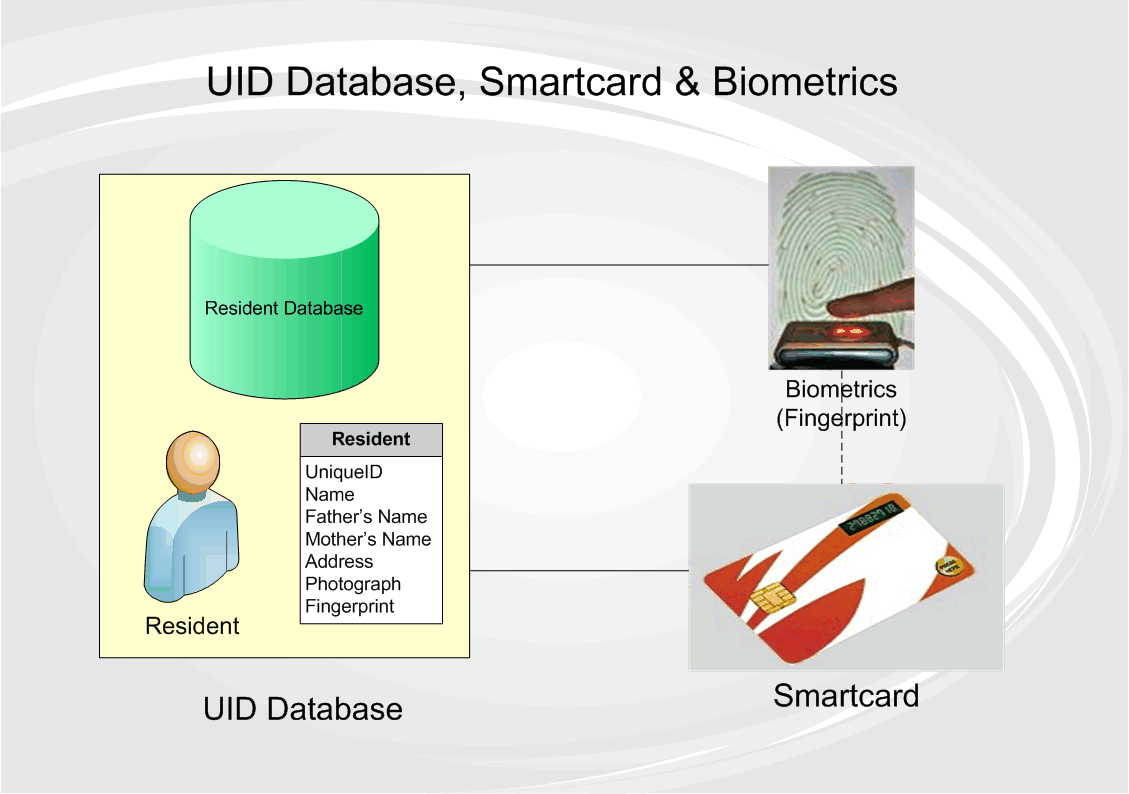 UID Database, Smartcard & Biometrics
Resident Database
Resident
UniqueID
Name
Father’s Name
Mother’s Name
Address
Photograph
Fingerprint
Resident
UID Database
Biometrics
(Fingerprint)
Smartcard